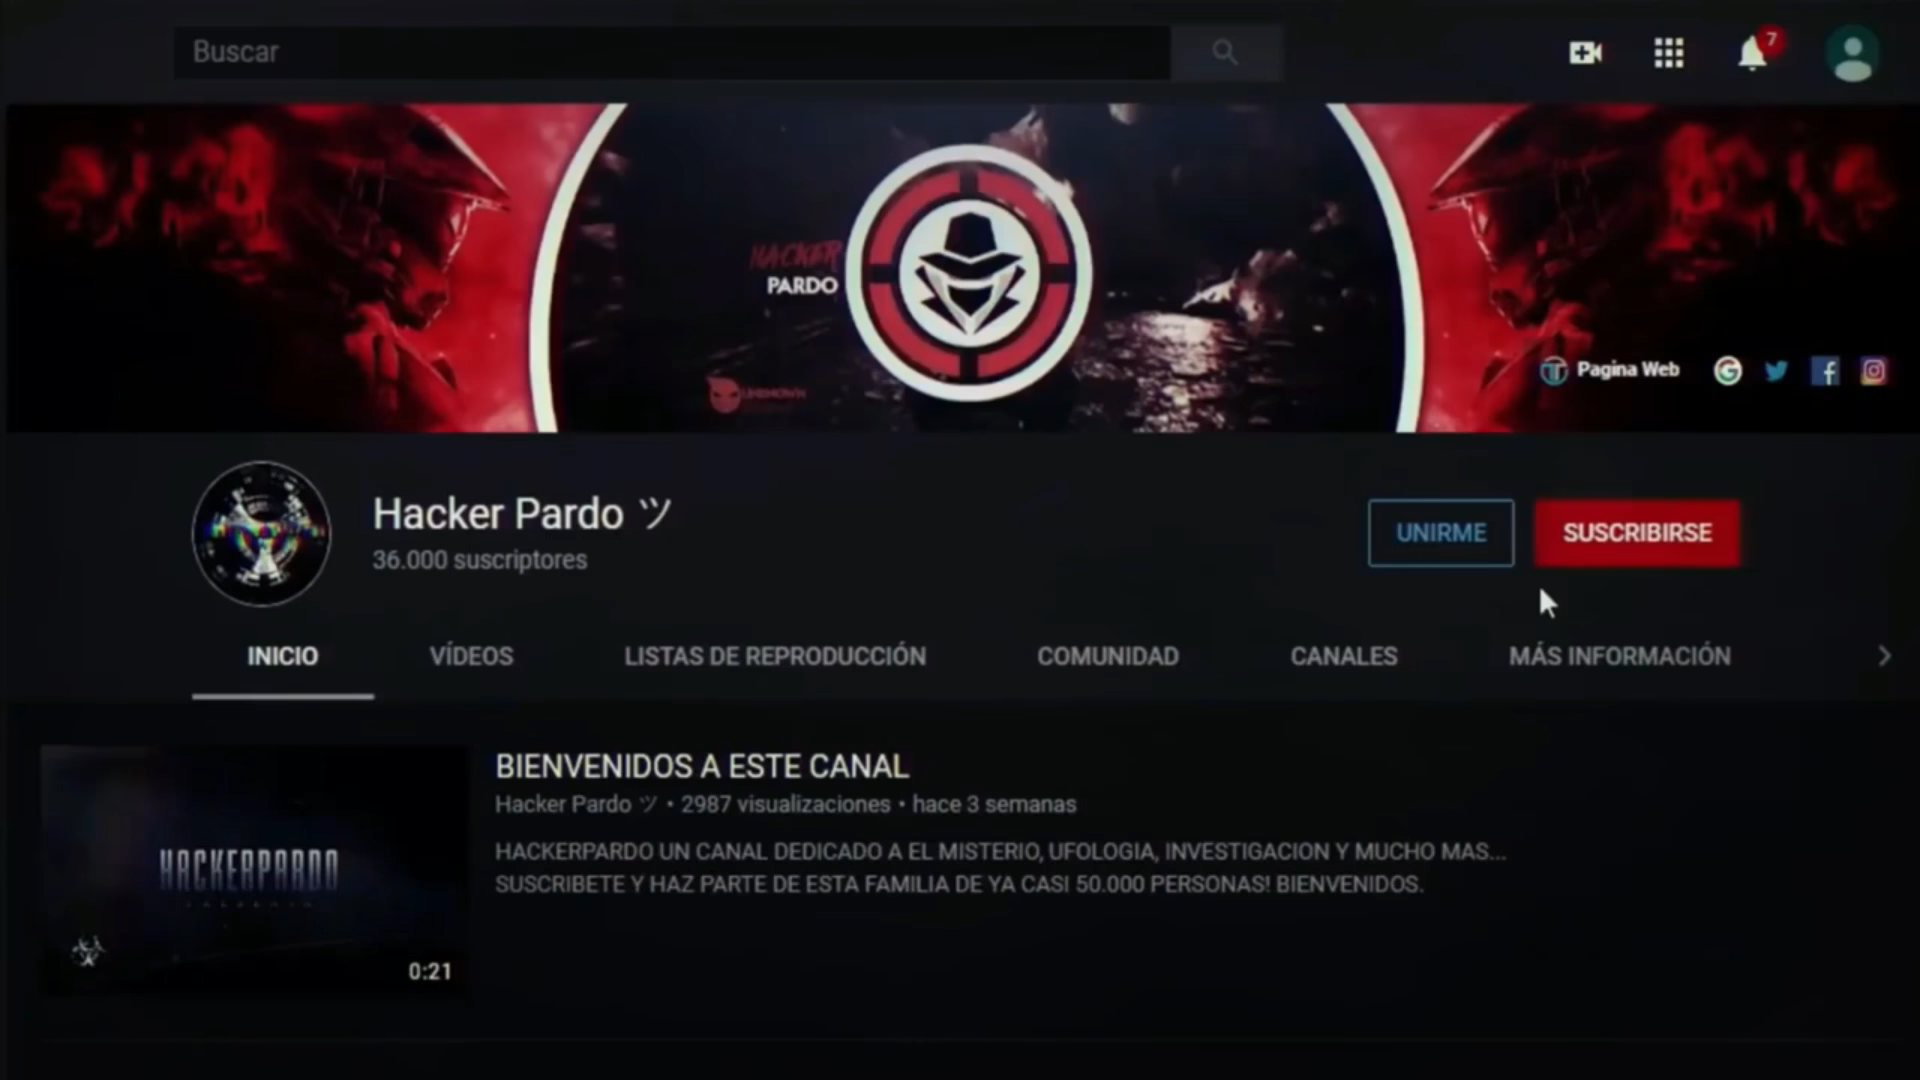 Buscar
7
HACKER
PARDO
UNKNOWN
Pagina Web
Hacker Pardo ツ
36.000 suscriptores
UNIRME
SUSCRIBIRSE
INICIO
VÍDEOS
LISTAS DE REPRODUCCIÓN
COMUNIDAD
CANALES
MÁS INFORMACIÓN
HACKERPARDO
0:21
BIENVENIDOS A ESTE CANAL
Hacker Pardo ツ • 2987 visualizaciones • hace 3 semanas
HACKERPARDO UN CANAL DEDICADO A EL MISTERIO, UFOLOGIA, INVESTIGACION Y MUCHO MAS...
SUSCRIBETE Y HAZ PARTE DE ESTA FAMILIA DE YA CASI 50.000 PERSONAS! BIENVENIDOS.